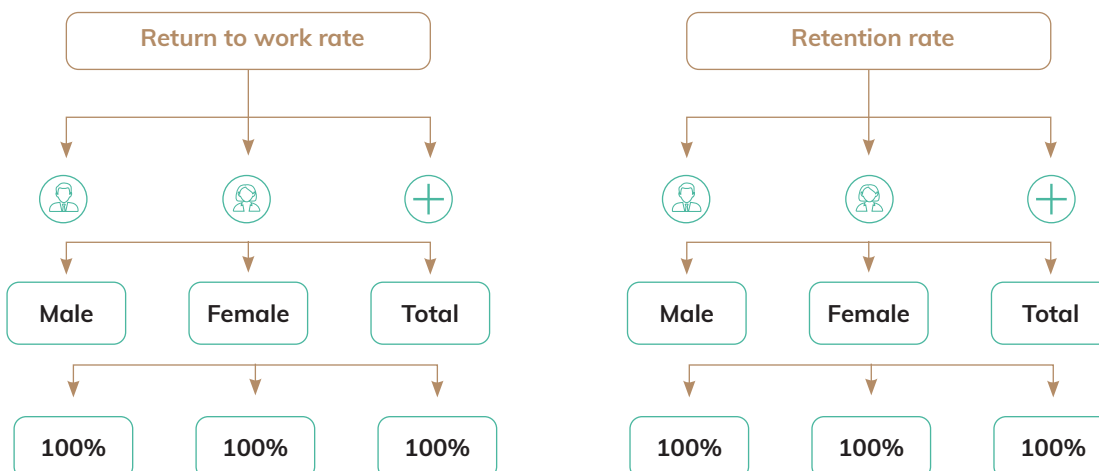 Return to work rate
Male
Female
Total
100%
100%
100%
Retention rate
Male
Female
Total
100%
100%
100%